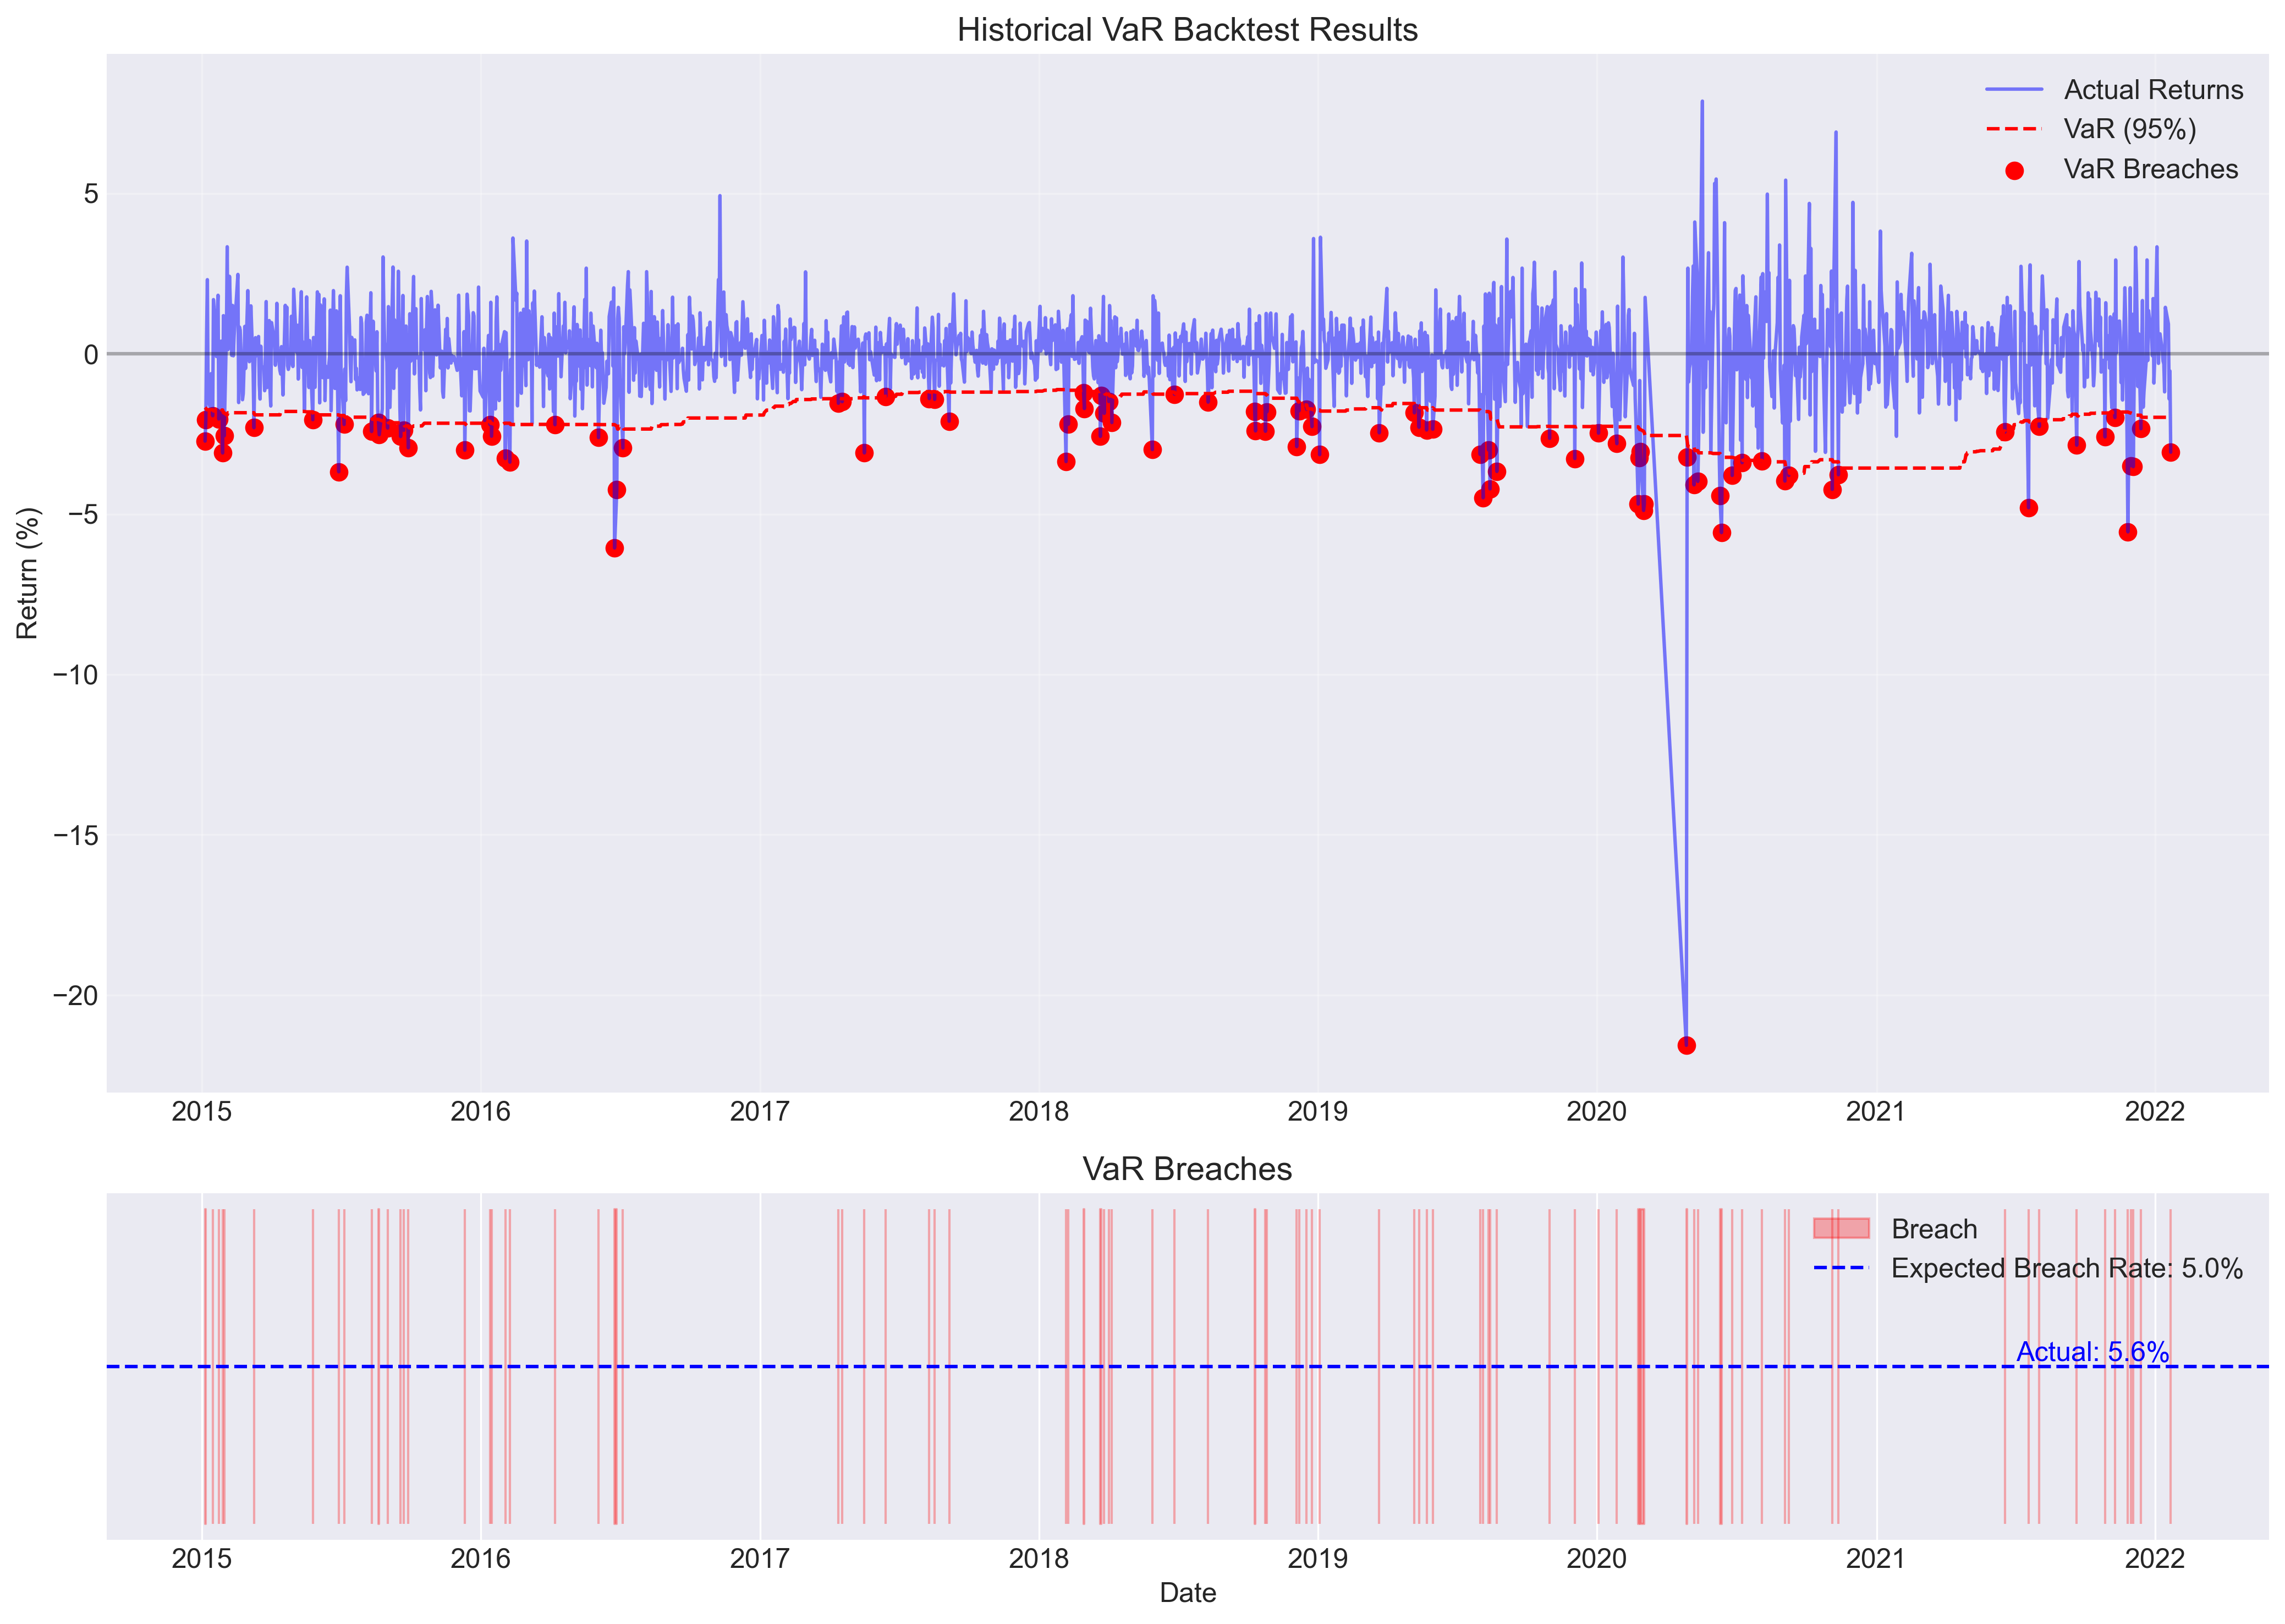 Historical VaR Backtest Results
Actual Returns
VaR (95%)
VaR Breaches
Return (%)
5
0
−5
−10
−15
−20
2015 2016 2017 2018 2019 2020 2021 2022
VaR Breaches
Breach
Expected Breach Rate: 5.0%
Actual: 5.6%
2015 2016 2017 2018 2019 2020 2021 2022
Date